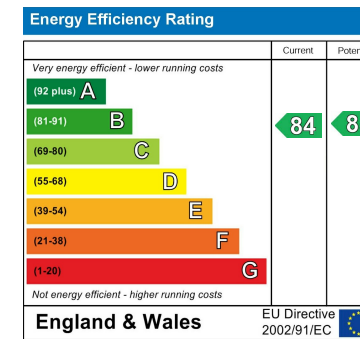 Energy Efficiency Rating
Current
Very energy efficient - lower running costs
(92 plus) A
(81-91) B
84
(69-80) C
(55-68) D
(39-54) E
(21-38) F
(1-20) G
Not energy efficient - higher running costs
England & Wales
EU Directive
2002/91/EC